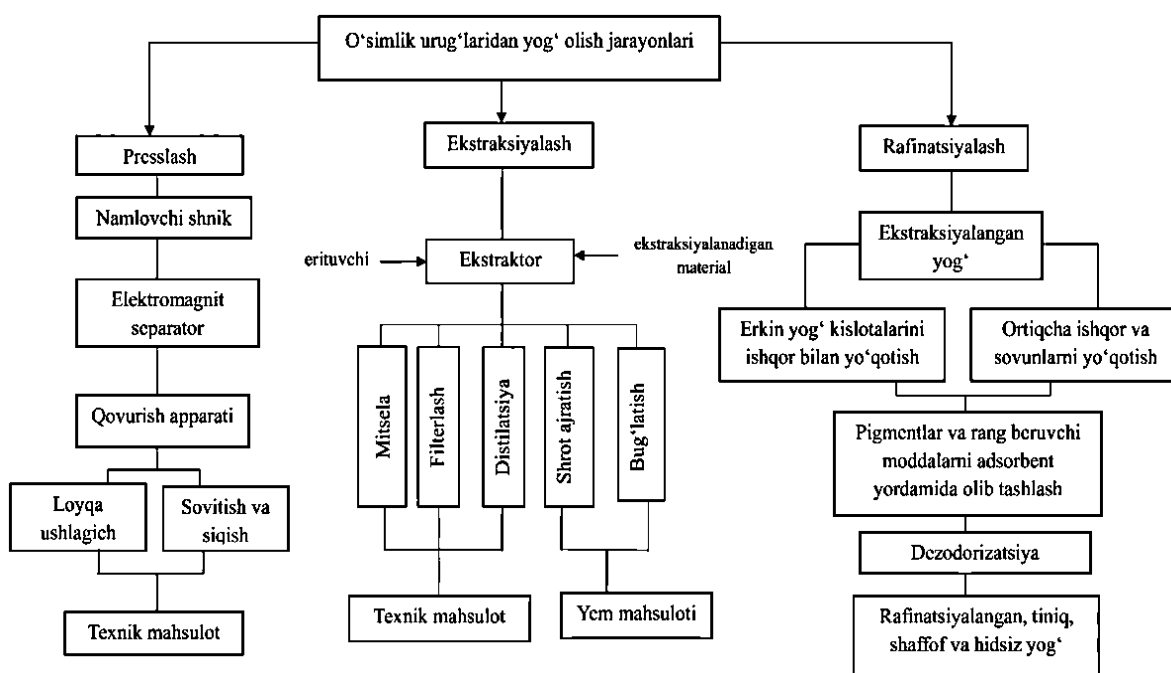 O‘simlik urug‘laridan yog‘ olish jarayonlari
Presslash
Namlovchi shnik
Elektromagnit
separator
Qovurish apparati
Loyqa
ushlagich
Sovitish va
siqish
Texnik mahsulot
Ekstraksiyalash
erituvchi
Ekstraktor
ekstraksiyalanadigan
material
Mitsela
Filterlash
Distilatsiya
Shrot ajratish
Bug‘latish
Texnik mahsulot
Yem mahsuloti
Rafinatsiyalash
Ekstraksiyalangan
yog‘
Erkin yog‘ kislotalarini
ishqor bilan yo‘qotish
Ortiqcha ishqor va
sovunlarni yo‘qotish
Pigmentlar va rang beruvchi
moddalarni adsorbent
yordamida olib tashlash
Dezodorizatsiya
Rafinatsiyalangan, tiniq,
shaffof va hidsiz yog‘